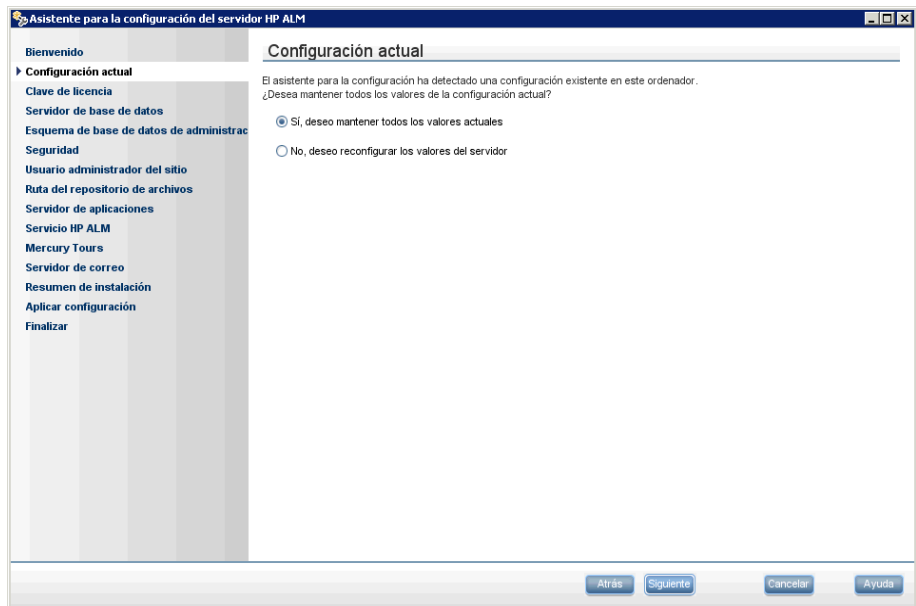 Asistente para la configuración del servidor HP ALM
Bienvenido
Configuración actual
Clave de licencia
Servidor de base de datos
Esquema de base de datos de administrac
Seguridad
Usuario administrador del sitio
Ruta del repositorio de archivos
Servidor de aplicaciones
Servicio HP ALM
Mercury Tours
Servidor de correo
Resumen de instalación
Aplicar configuración
Finalizar
Configuración actual
El asistente para la configuración ha detectado una configuración existente en este ordenador.
¿Desea mantener todos los valores de la configuración actual?
Sí, deseo mantener todos los valores actuales
No, deseo reconfigurar los valores del servidor
Atrás Siguiente Cancelar Ayuda